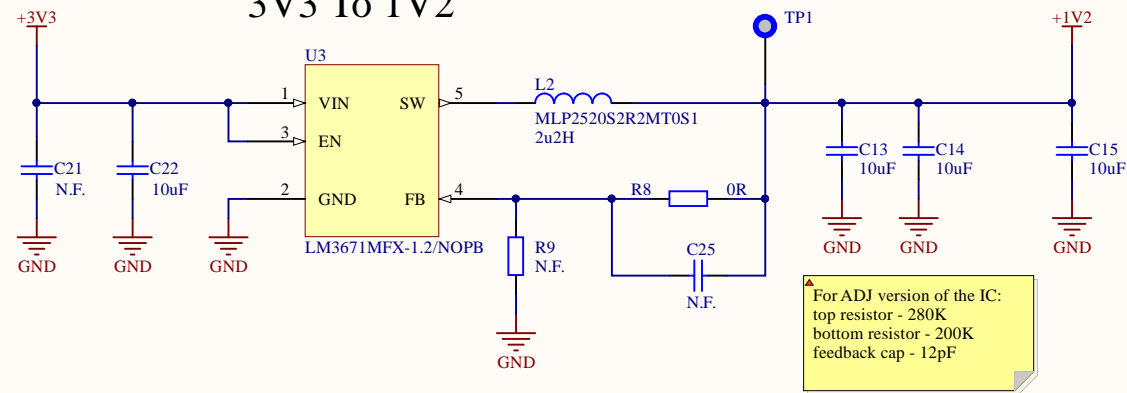 3V3 To 1V2
+3V3
TP1
+1V2
U3
1
VIN
SW
5
L2
MLP2520S2R2MT0S1
2u2H
3
EN
C21
N.F.
C22
10uF
C13
10uF
C14
10uF
C15
10uF
2
GND
FB
4
R8
0R
LM3671MFX-1.2/NOPB
R9
N.F.
C25
N.F.
GND
GND
GND
GND
GND
GND
GND
For ADJ version of the IC:
top resistor - 280K
bottom resistor - 200K
feedback cap - 12pF